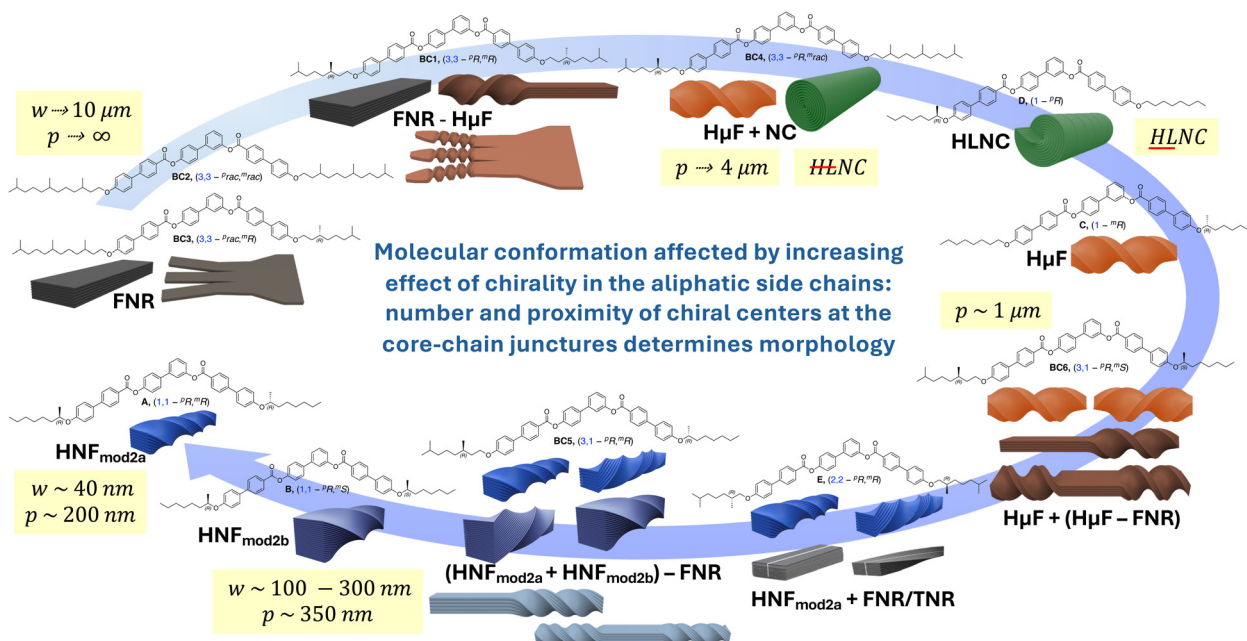 BC1, (3,3 – pR,mR)
BC4, (3,3 – pR,mrac)
w ⤏ 10 μm
p ⤏ ∞
FNR - HμF
HμF + NC
D, (1 – pR)
HLNC
HLNC
p ⤏ 4 μm
HLNC
BC2, (3,3 – prac,mrac)
BC3, (3,3 – prac,mR)
FNR
C, (1 – mR)
HμF
Molecular conformation affected by increasing
effect of chirality in the aliphatic side chains:
number and proximity of chiral centers at the
core-chain junctures determines morphology
p ~ 1 μm
BC6, (3,1 – pR,mS)
HμF + (HμF – FNR)
A, (1,1 – pR,mR)
HNFmod2a
w ~ 40 nm
p ~ 200 nm
B, (1,1 – pR,mS)
HNFmod2b
w ~ 100 – 300 nm
p ~ 350 nm
BC5, (3,1 – pR,mR)
(HNFmod2a + HNFmod2b) – FNR
E, (2,2 – pR,mR)
HNFmod2a + FNR/TNR